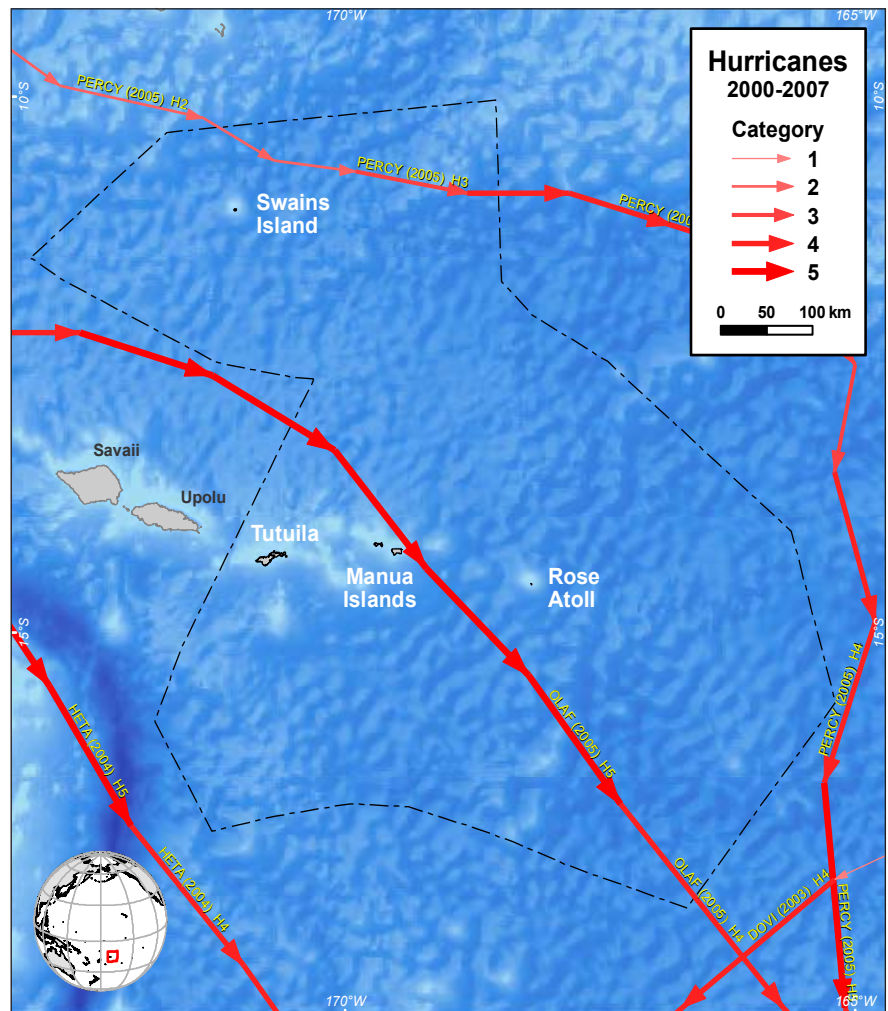 170°W
165°W
10°S
10°S
PERCY (2005) H2
PERCY (2005) H3
Hurricanes
2000-2007
Category
1
2
3
4
5
0 50 100 km
Swains
Island
Savaii
Upolu
Tutuila
Manua
Islands
Rose
Atoll
15°S
15°S
PERCY (2005) H4
HETA (2004) H5
OLAF (2005) H5
HETA (2004) H4
OLAF (2005) H4
DOVI (2003) H4
PERCY (2005)
170°W
165°W